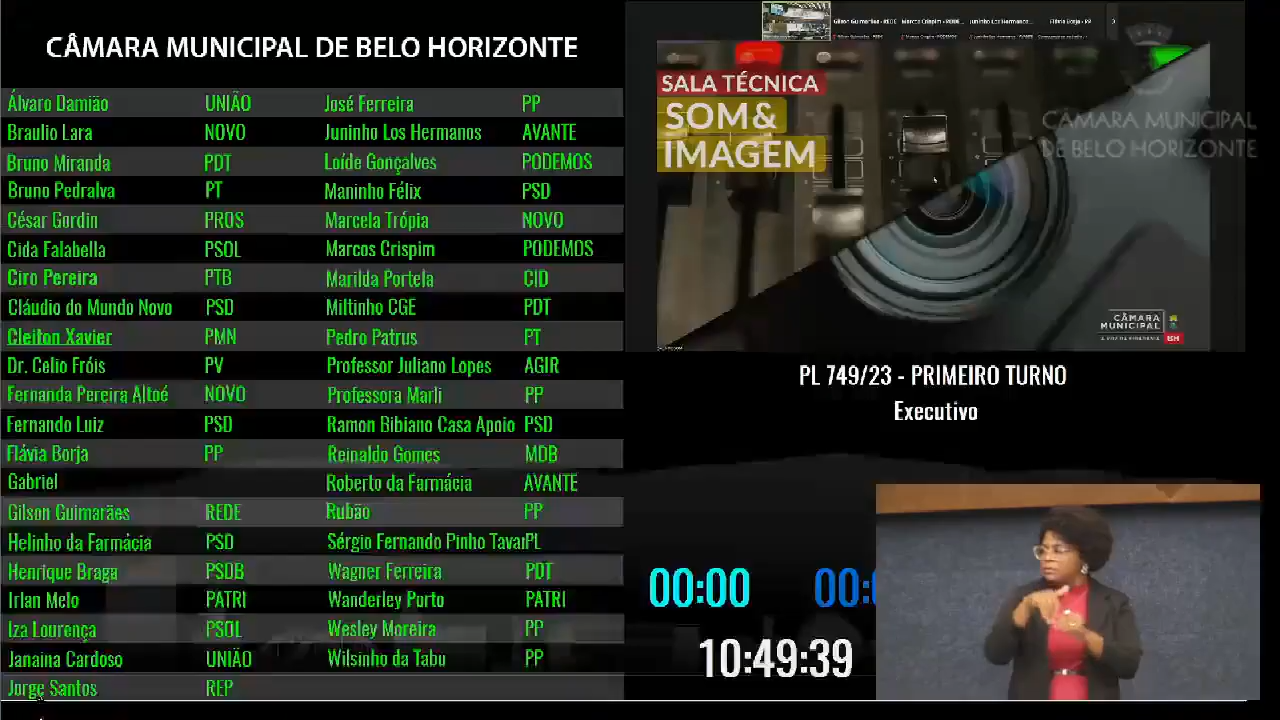 CÂMARA MUNICIPAL DE BELO HORIZONTE
Álvaro Damião UNIÃO José Ferreira PP
Braulio Lara NOVO Juninho Los Hermanos AVANTE
Bruno Miranda PDT Loíde Gonçalves PODEMOS
Bruno Pedralva PT Maninho Félix PSD
César Gordin PROS Marcela Trópia NOVO
Cida Falabella PSOL Marcos Crispim PODEMOS
Ciro Pereira PTB Marilda Portela CID
Cláudio do Mundo Novo PSD Miltinho CGE PDT
Cleiton Xavier PMN Pedro Patrus PT
Dr. Celio Fróis PV Professor Juliano Lopes AGIR
Fernanda Pereira Altoé NOVO Professora Marli PP
Fernando Luiz PSD Ramon Bibiano Casa Apoio PSD
Flávia Borja PP Reinaldo Gomes MDB
Gabriel Roberto da Farmácia AVANTE
Gilson Guimarães REDE Rubão PP
Helinho da Farmácia PSD Sérgio Fernando Pinho Tavar PL
Henrique Braga PSDB Wagner Ferreira PDT
Irlan Melo PATRI Wanderley Porto PATRI
Iza Lourença PSOL Wesley Moreira PP
Janaina Cardoso UNIÃO Wilsinho da Tabu PP
Jorge Santos REP
SALA TÉCNICA
SOM&
IMAGEM
CÂMARA MUNICIPAL
DE BELO HORIZONTE
CÂMARA
MUNICIPAL
PL 749/23 - PRIMEIRO TURNO
Executivo
00:00
10:49:39